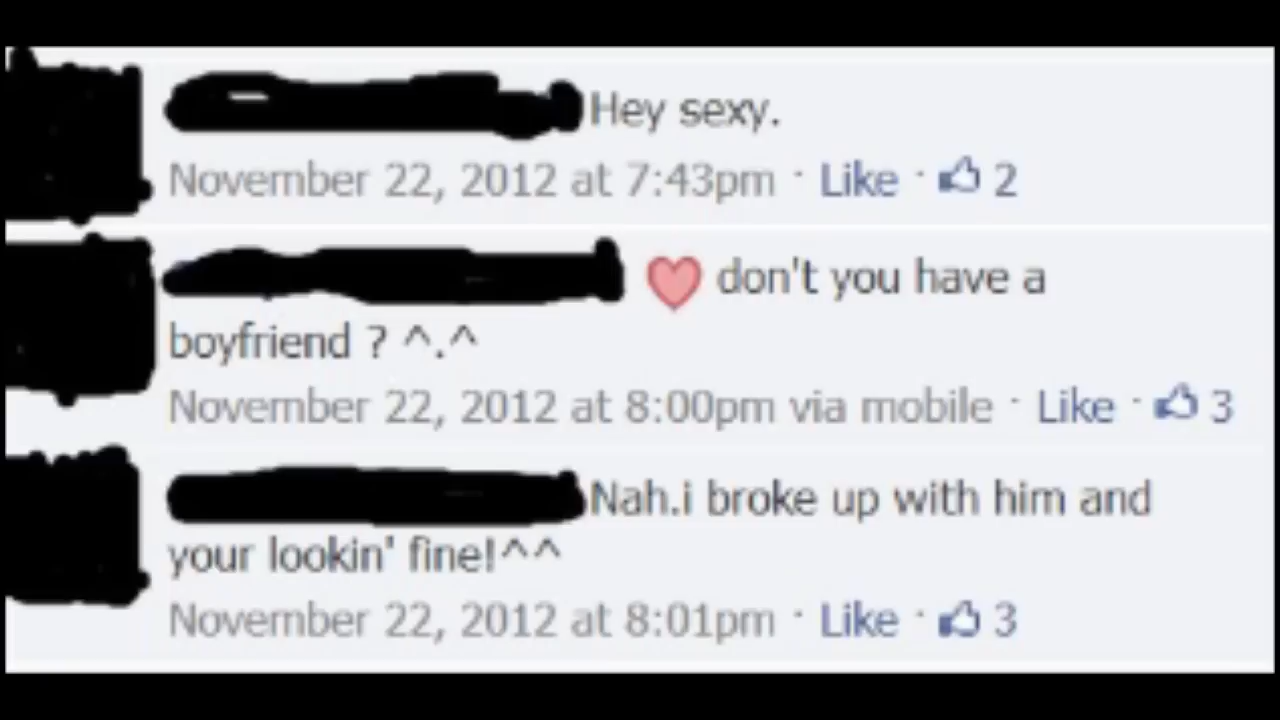 Hey sexy.
November 22, 2012 at 7:43pm · Like · 2
don't you have a
boyfriend ? ^.^
November 22, 2012 at 8:00pm via mobile · Like · 3
Nah.i broke up with him and
your lookin' fine!^^
November 22, 2012 at 8:01pm · Like · 3